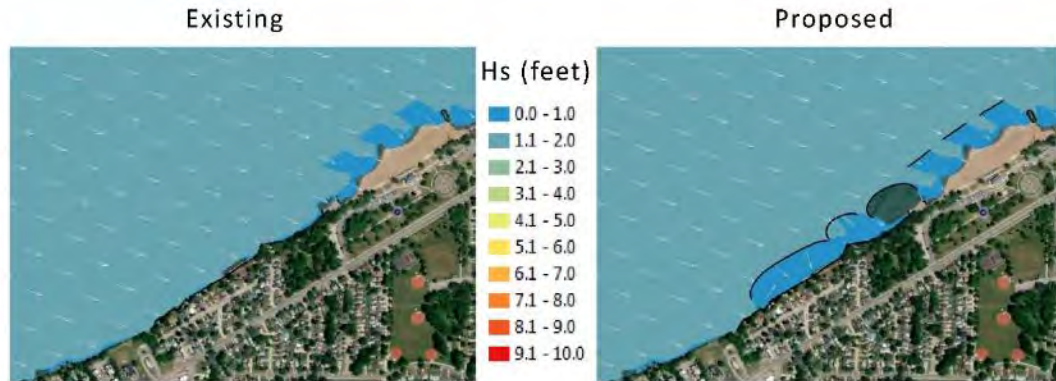 Existing
Proposed
Hs (feet)
0.0 - 1.0
1.1 - 2.0
2.1 - 3.0
3.1 - 4.0
4.1 - 5.0
5.1 - 6.0
6.1 - 7.0
7.1 - 8.0
8.1 - 9.0
9.1 - 10.0